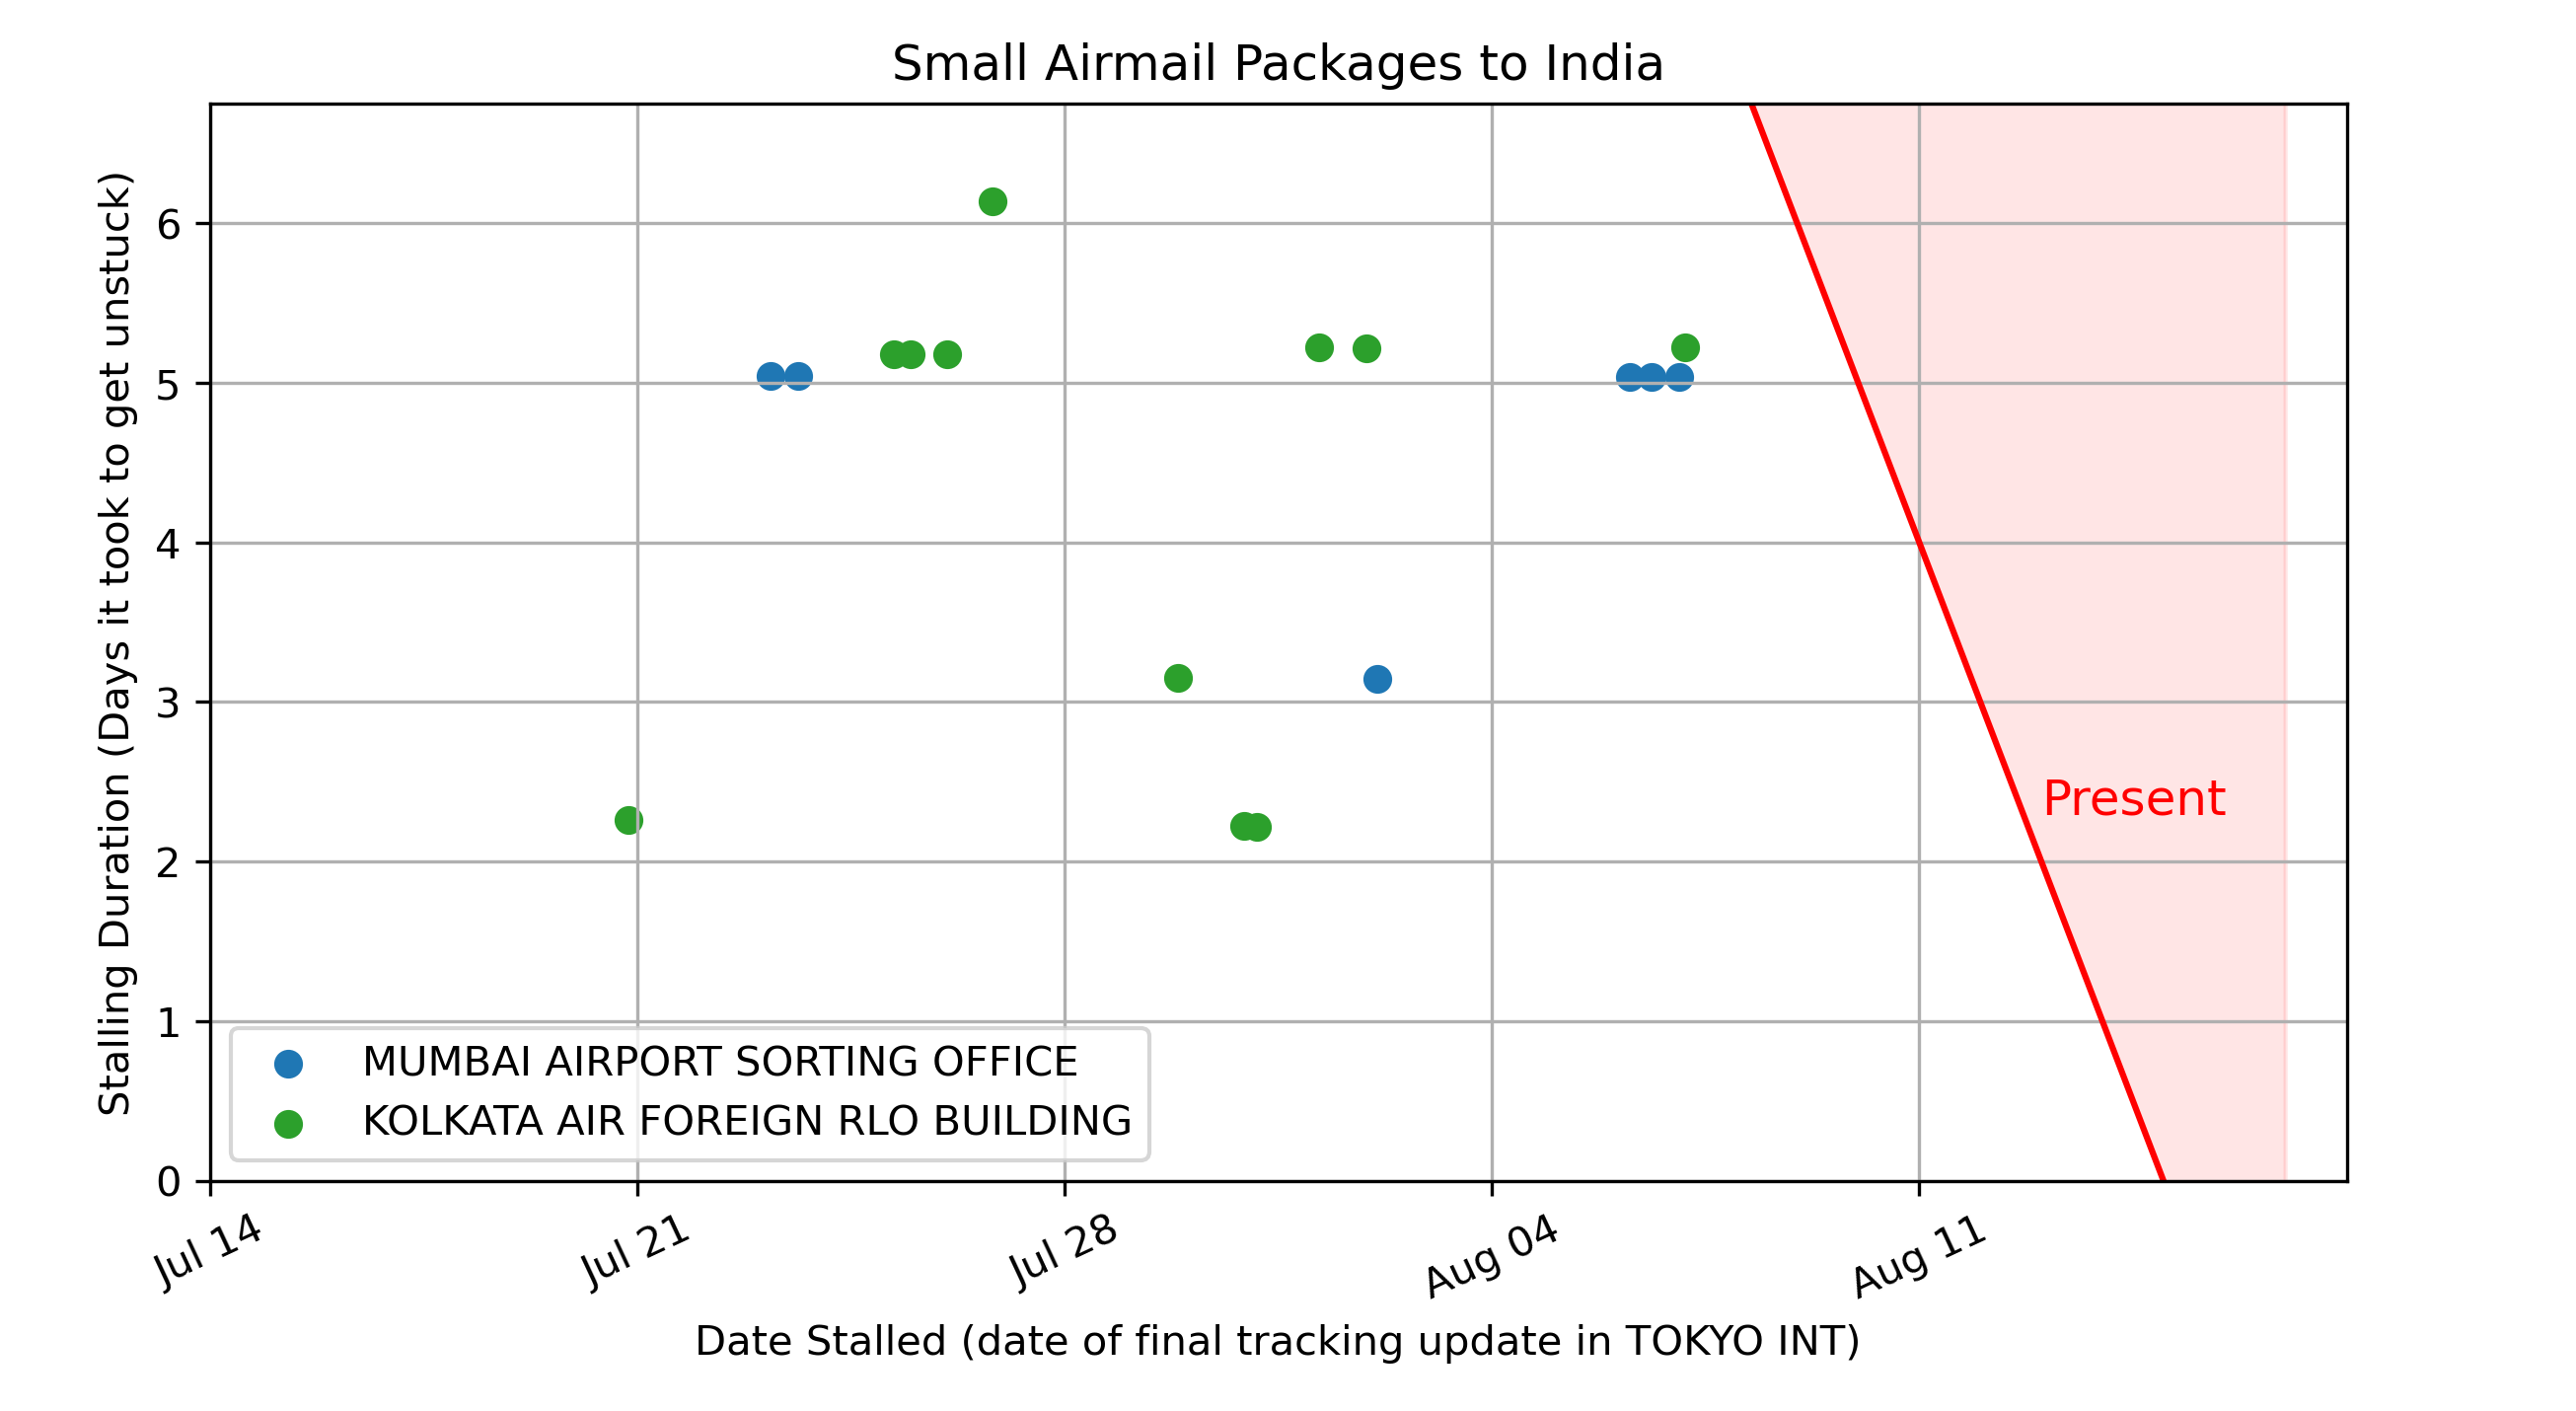 Small Airmail Packages to India
Stalling Duration (Days it took to get unstuck)
6
5
4
3
2
1
0
Present
MUMBAI AIRPORT SORTING OFFICE
KOLKATA AIR FOREIGN RLO BUILDING
Jul 14
Jul 21
Jul 28
Aug 04
Aug 11
Date Stalled (date of final tracking update in TOKYO INT)